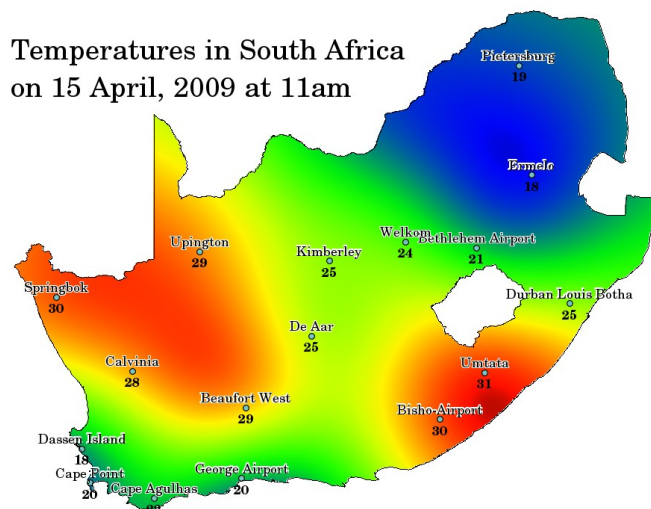 Temperatures in South Africa
on 15 April, 2009 at 11am
Pietersburg
19
Ermelo
18
Welkom
24
Bethlehem Airport
21
Upington
29
Kimberley
25
Springbok
30
Durban Louis Botha
25
De Aar
25
Calvinia
28
Umtata
31
Beaufort West
29
Bisho-Airport
30
Dassen Island
18
Cape Point
20
George Airport
20
Cape Agulhas